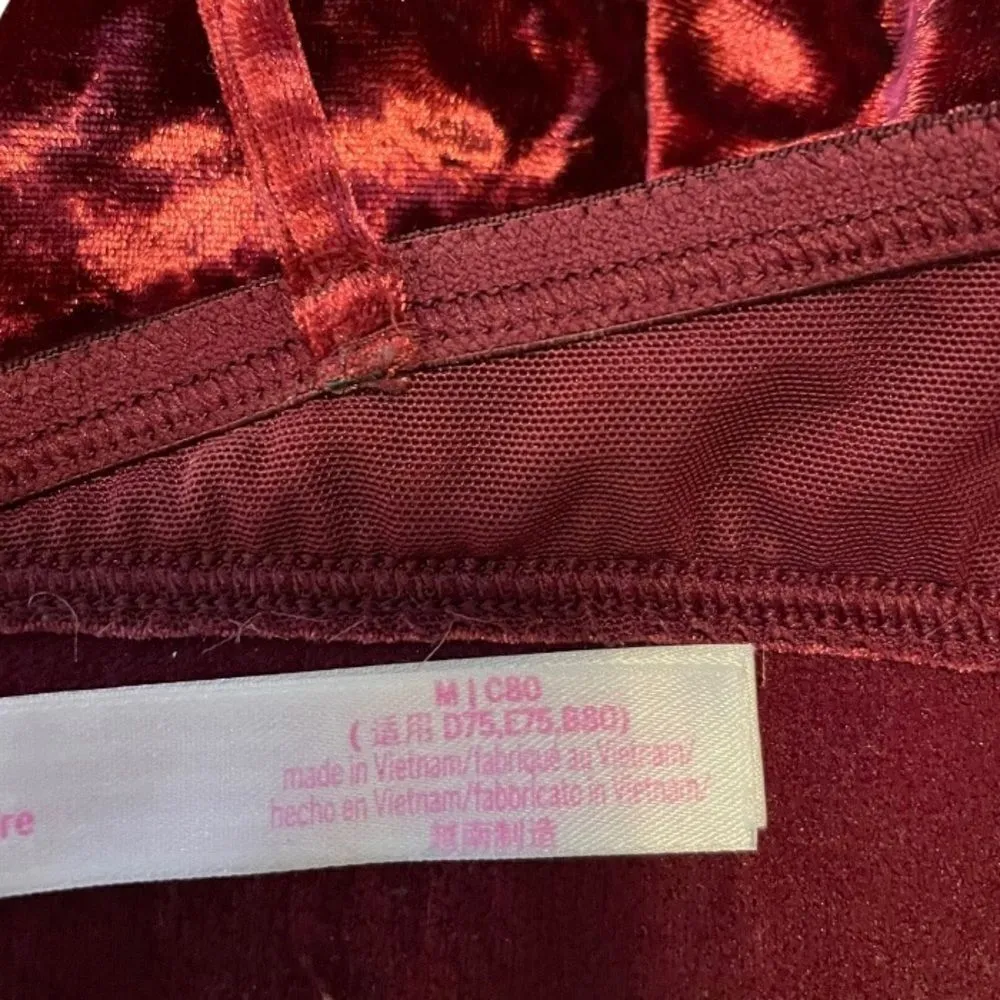 M | C80
( 适用 D75,E75,B80)
made in Vietnam/fabriqué au Vietnam/
hecho en Vietnam/fabbricato in Vietnam/
越南制造
re